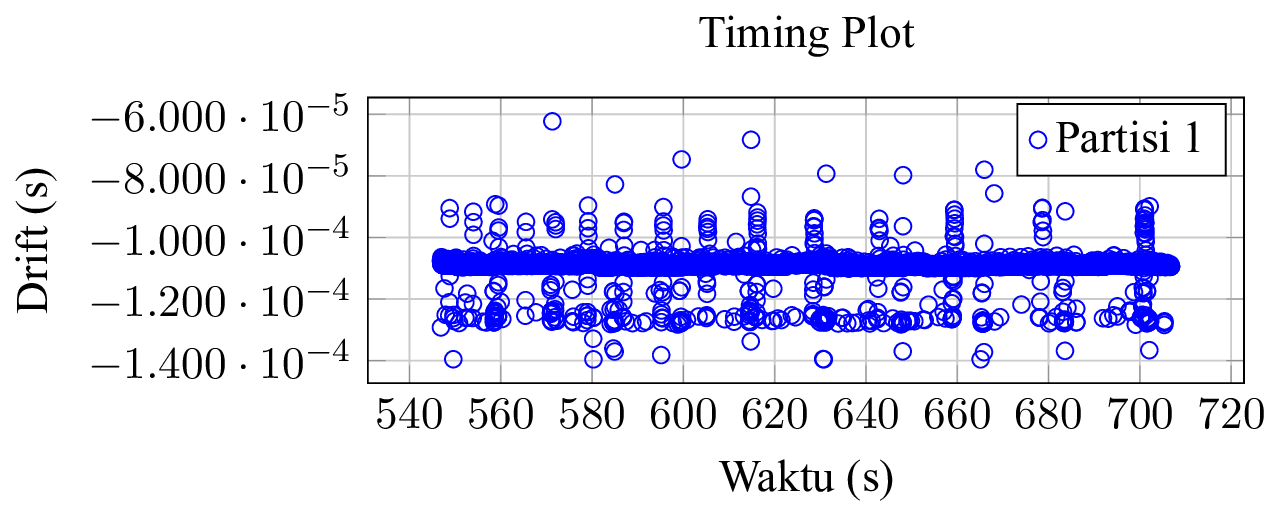 Timing Plot
−6.000 · 10⁻⁵
−8.000 · 10⁻⁵
−1.000 · 10⁻⁴
−1.200 · 10⁻⁴
−1.400 · 10⁻⁴
Drift (s)
Partisi 1
540 560 580 600 620 640 660 680 700 720
Waktu (s)